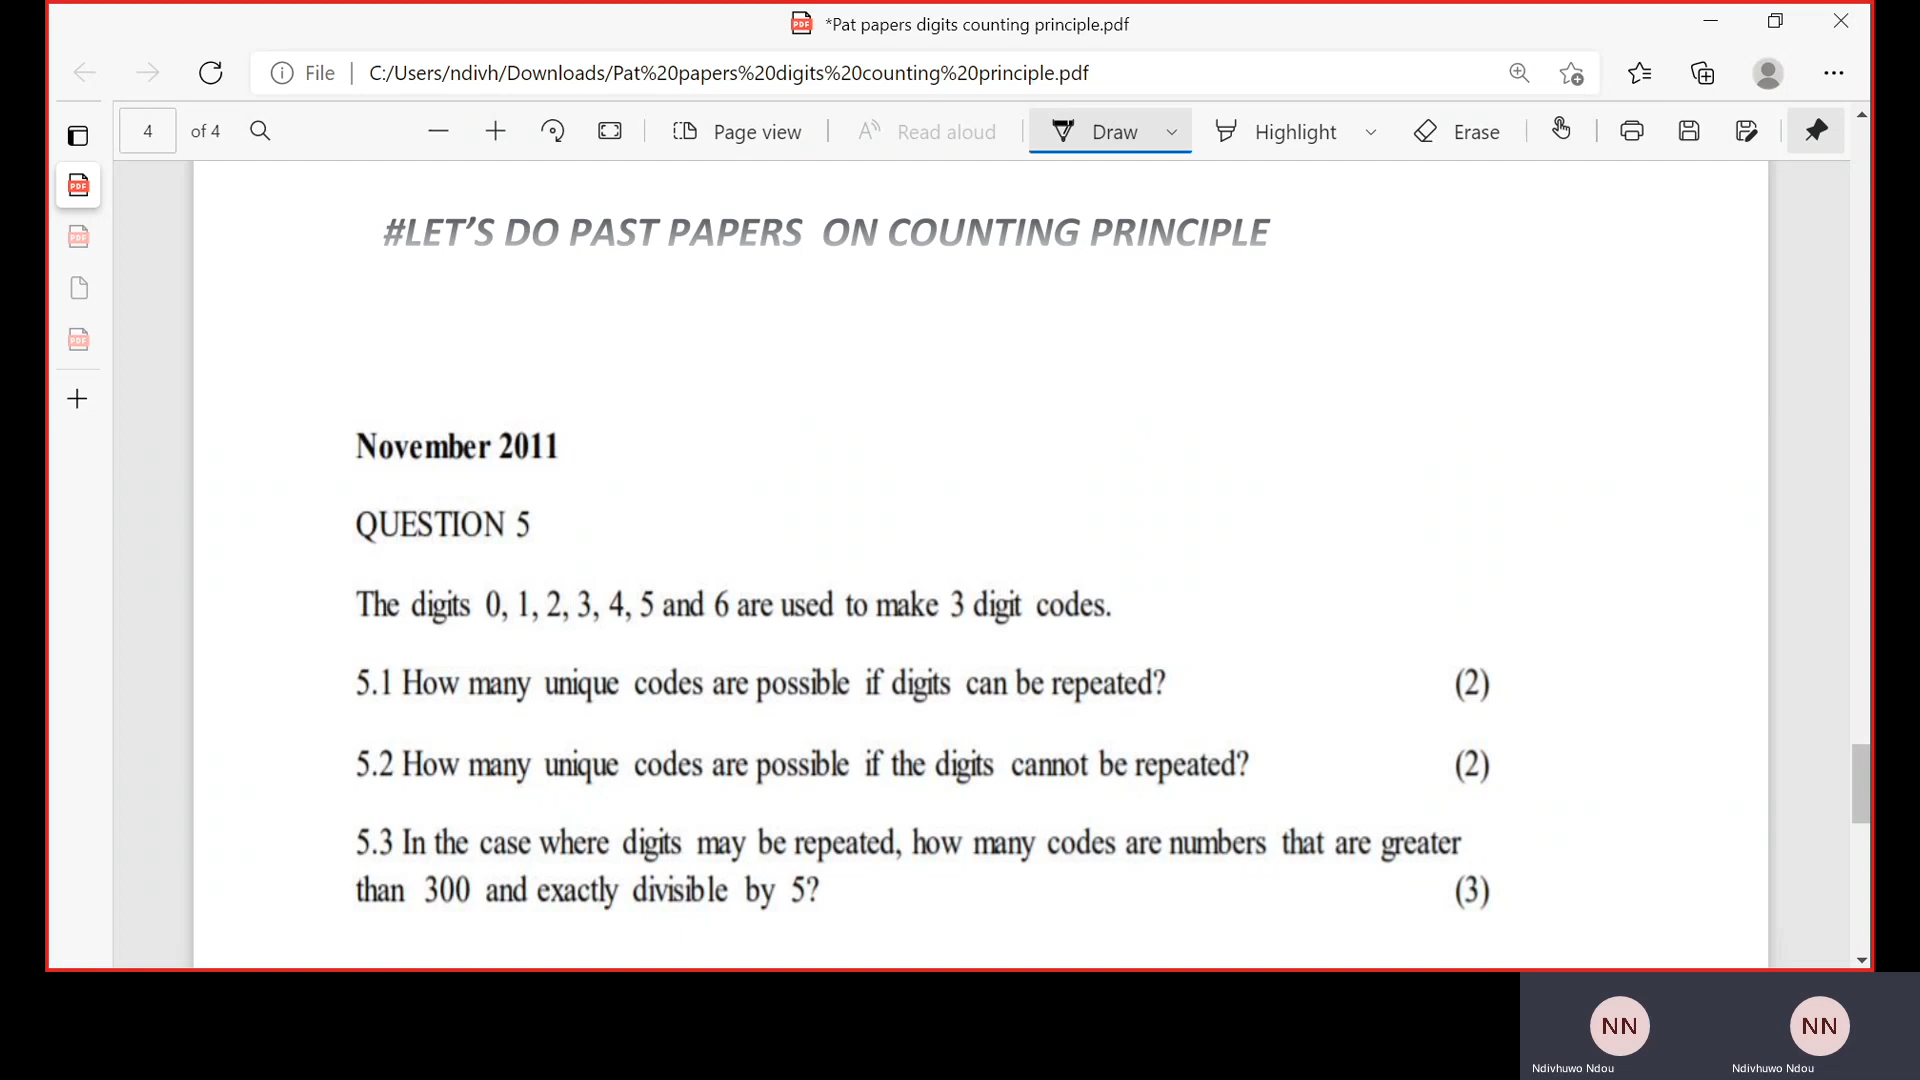 *Pat papers digits counting principle.pdf
File
C:/Users/ndivh/Downloads/Pat%20papers%20digits%20counting%20principle.pdf
4 of 4
Page view
Read aloud
Draw
Highlight
Erase
#LET’S DO PAST PAPERS ON COUNTING PRINCIPLE
November 2011
QUESTION 5
The digits 0, 1, 2, 3, 4, 5 and 6 are used to make 3 digit codes.
5.1 How many unique codes are possible if digits can be repeated? (2)
5.2 How many unique codes are possible if the digits cannot be repeated? (2)
5.3 In the case where digits may be repeated, how many codes are numbers that are greater
than 300 and exactly divisible by 5? (3)
NN NN
Ndivhuwo Ndou Ndivhuwo Ndou